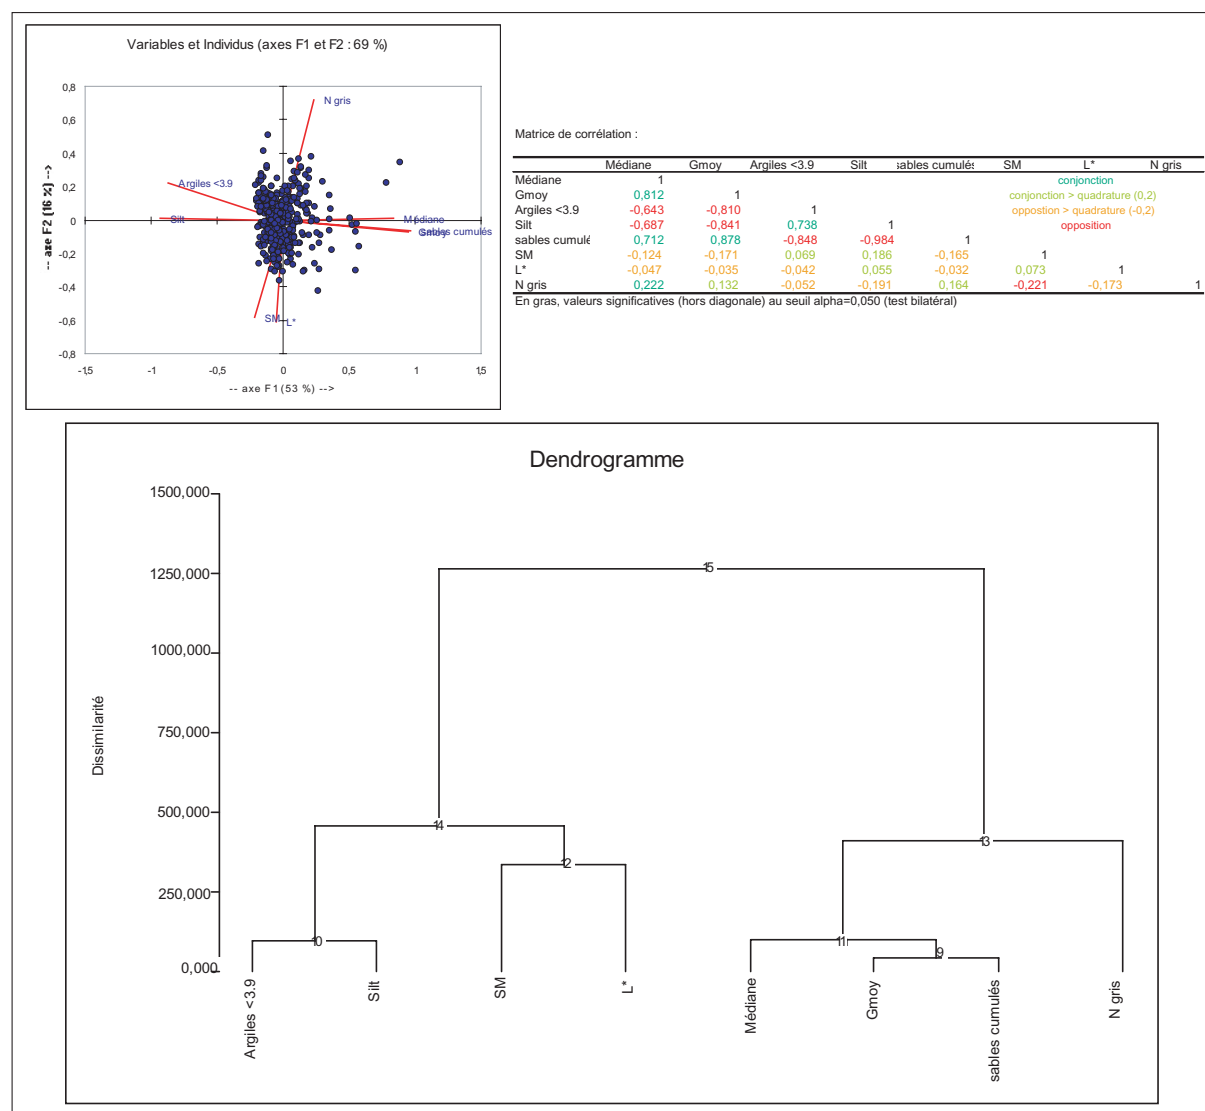 Variables et Individus (axes F1 et F2 : 69 %)
0,8
0,6
0,4
0,2
0
-0,2
-0,4
-0,6
-0,8
-- axe F2 (16 %) -->
N gris
Argiles <3.9
Silt
Médiane
sables cumulés
Gmoy
SM
L*
-1,5 -1 -0,5 0 0,5 1 1,5
-- axe F1 (53 %) -->
Matrice de corrélation :
Médiane Gmoy Argiles <3.9 Silt sables cumulés SM L* N gris
Médiane 1 conjonction
Gmoy 0,812 1 conjonction > quadrature (0,2)
Argiles <3.9 -0,643 -0,810 1 oppostion > quadrature (-0,2)
Silt -0,687 -0,841 0,738 1 opposition
sables cumulé 0,712 0,878 -0,848 -0,984 1
SM -0,124 -0,171 0,069 0,186 -0,165 1
L* -0,047 -0,035 -0,042 0,055 -0,032 0,073 1
N gris 0,222 0,132 -0,052 -0,191 0,164 -0,221 -0,173 1
En gras, valeurs significatives (hors diagonale) au seuil alpha=0,050 (test bilatéral)
Dendrogramme
Dissimilarité
1500,000
1250,000
1000,000
750,000
500,000
250,000
0,000
15
14
13
12
11
10
9
Argiles <3.9
Silt
SM
L*
Médiane
Gmoy
sables cumulés
N gris